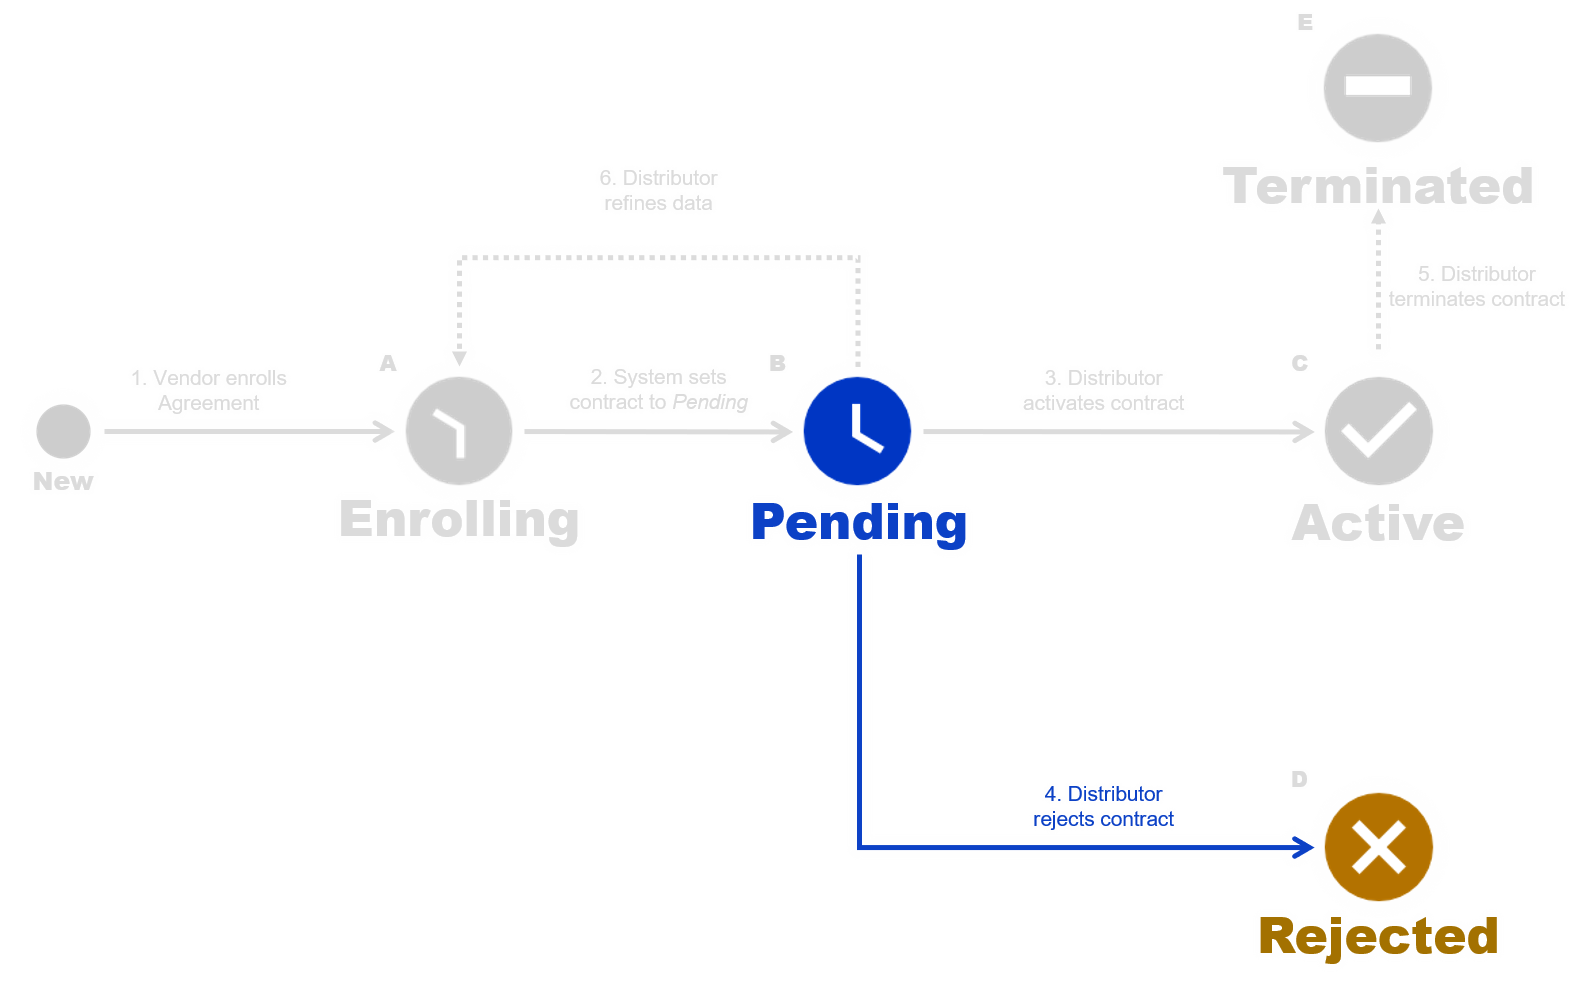 E
Terminated
6. Distributor
refines data
5. Distributor
terminates contract
A
B
C
1. Vendor enrolls
Agreement
2. System sets
contract to Pending
3. Distributor
activates contract
New
Enrolling
Pending
Active
4. Distributor
rejects contract
D
Rejected